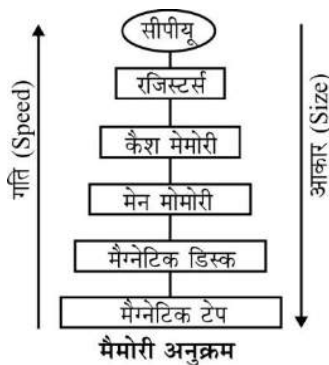 सीपीयू
रजिस्टर्स
कैश मेमोरी
मेन मोमोरी
मैग्नेटिक डिस्क
मैग्नेटिक टेप
गति (Speed)
आकार (Size)
मैमोरी अनुक्रम